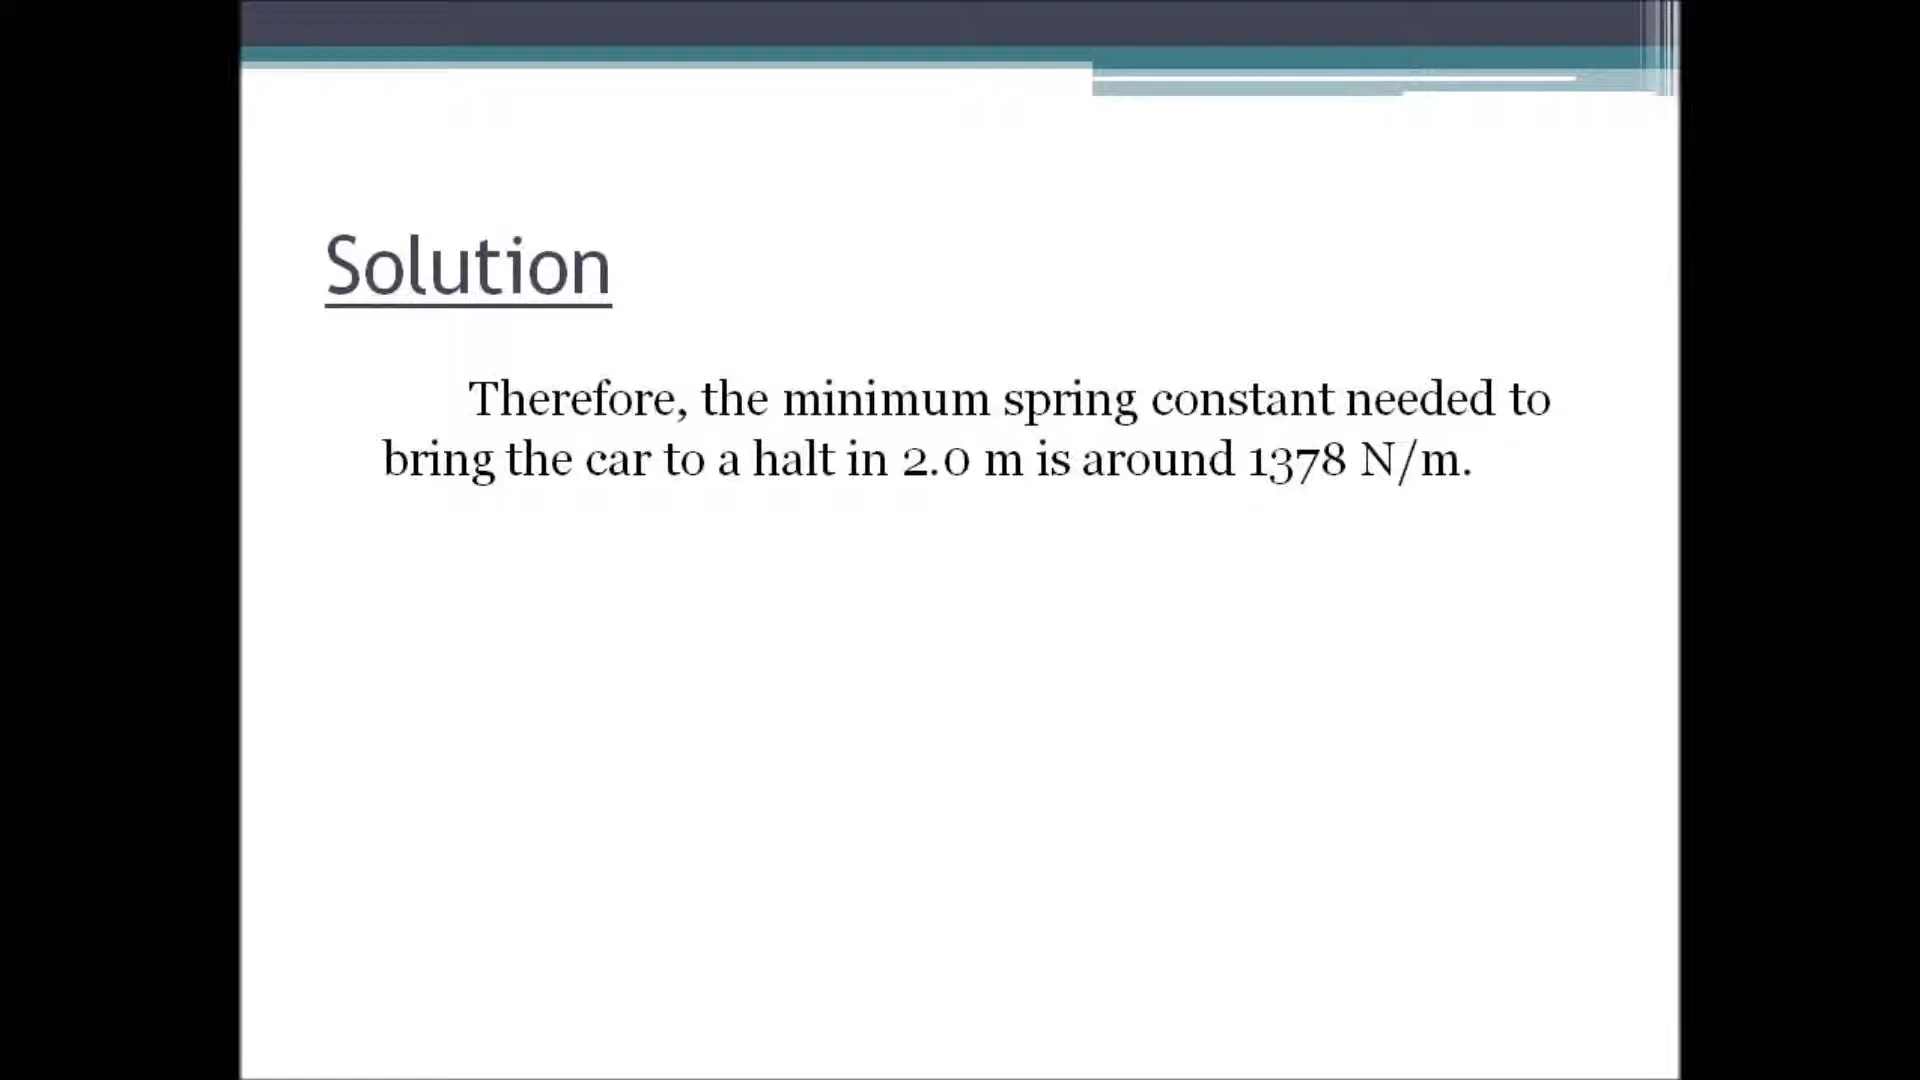 Solution
Therefore, the minimum spring constant needed to
bring the car to a halt in 2.0 m is around 1378 N/m.